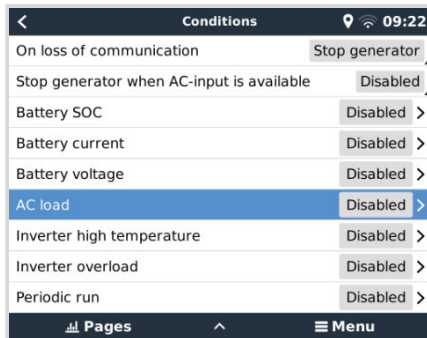 Conditions 09:22
On loss of communication Stop generator
Stop generator when AC-input is available Disabled
Battery SOC Disabled
Battery current Disabled
Battery voltage Disabled
AC load Disabled
Inverter high temperature Disabled
Inverter overload Disabled
Periodic run Disabled
Pages Menu